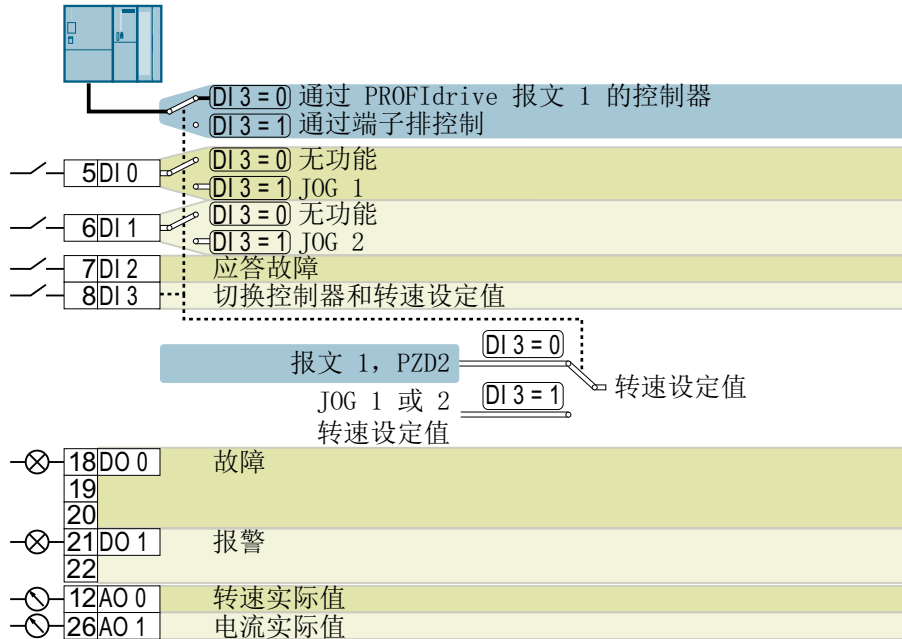 DI 3 = 0 通过 PROFIdrive 报文 1 的控制器
DI 3 = 1 通过端子排控制
5 DI 0 DI 3 = 0 无功能
DI 3 = 1 JOG 1
6 DI 1 DI 3 = 0 无功能
DI 3 = 1 JOG 2
7 DI 2 应答故障
8 DI 3 切换控制器和转速设定值
报文 1, PZD2 DI 3 = 0
转速设定值
JOG 1 或 2 DI 3 = 1
转速设定值
18 DO 0 故障
19
20
21 DO 1 报警
22
12 AO 0 转速实际值
26 AO 1 电流实际值